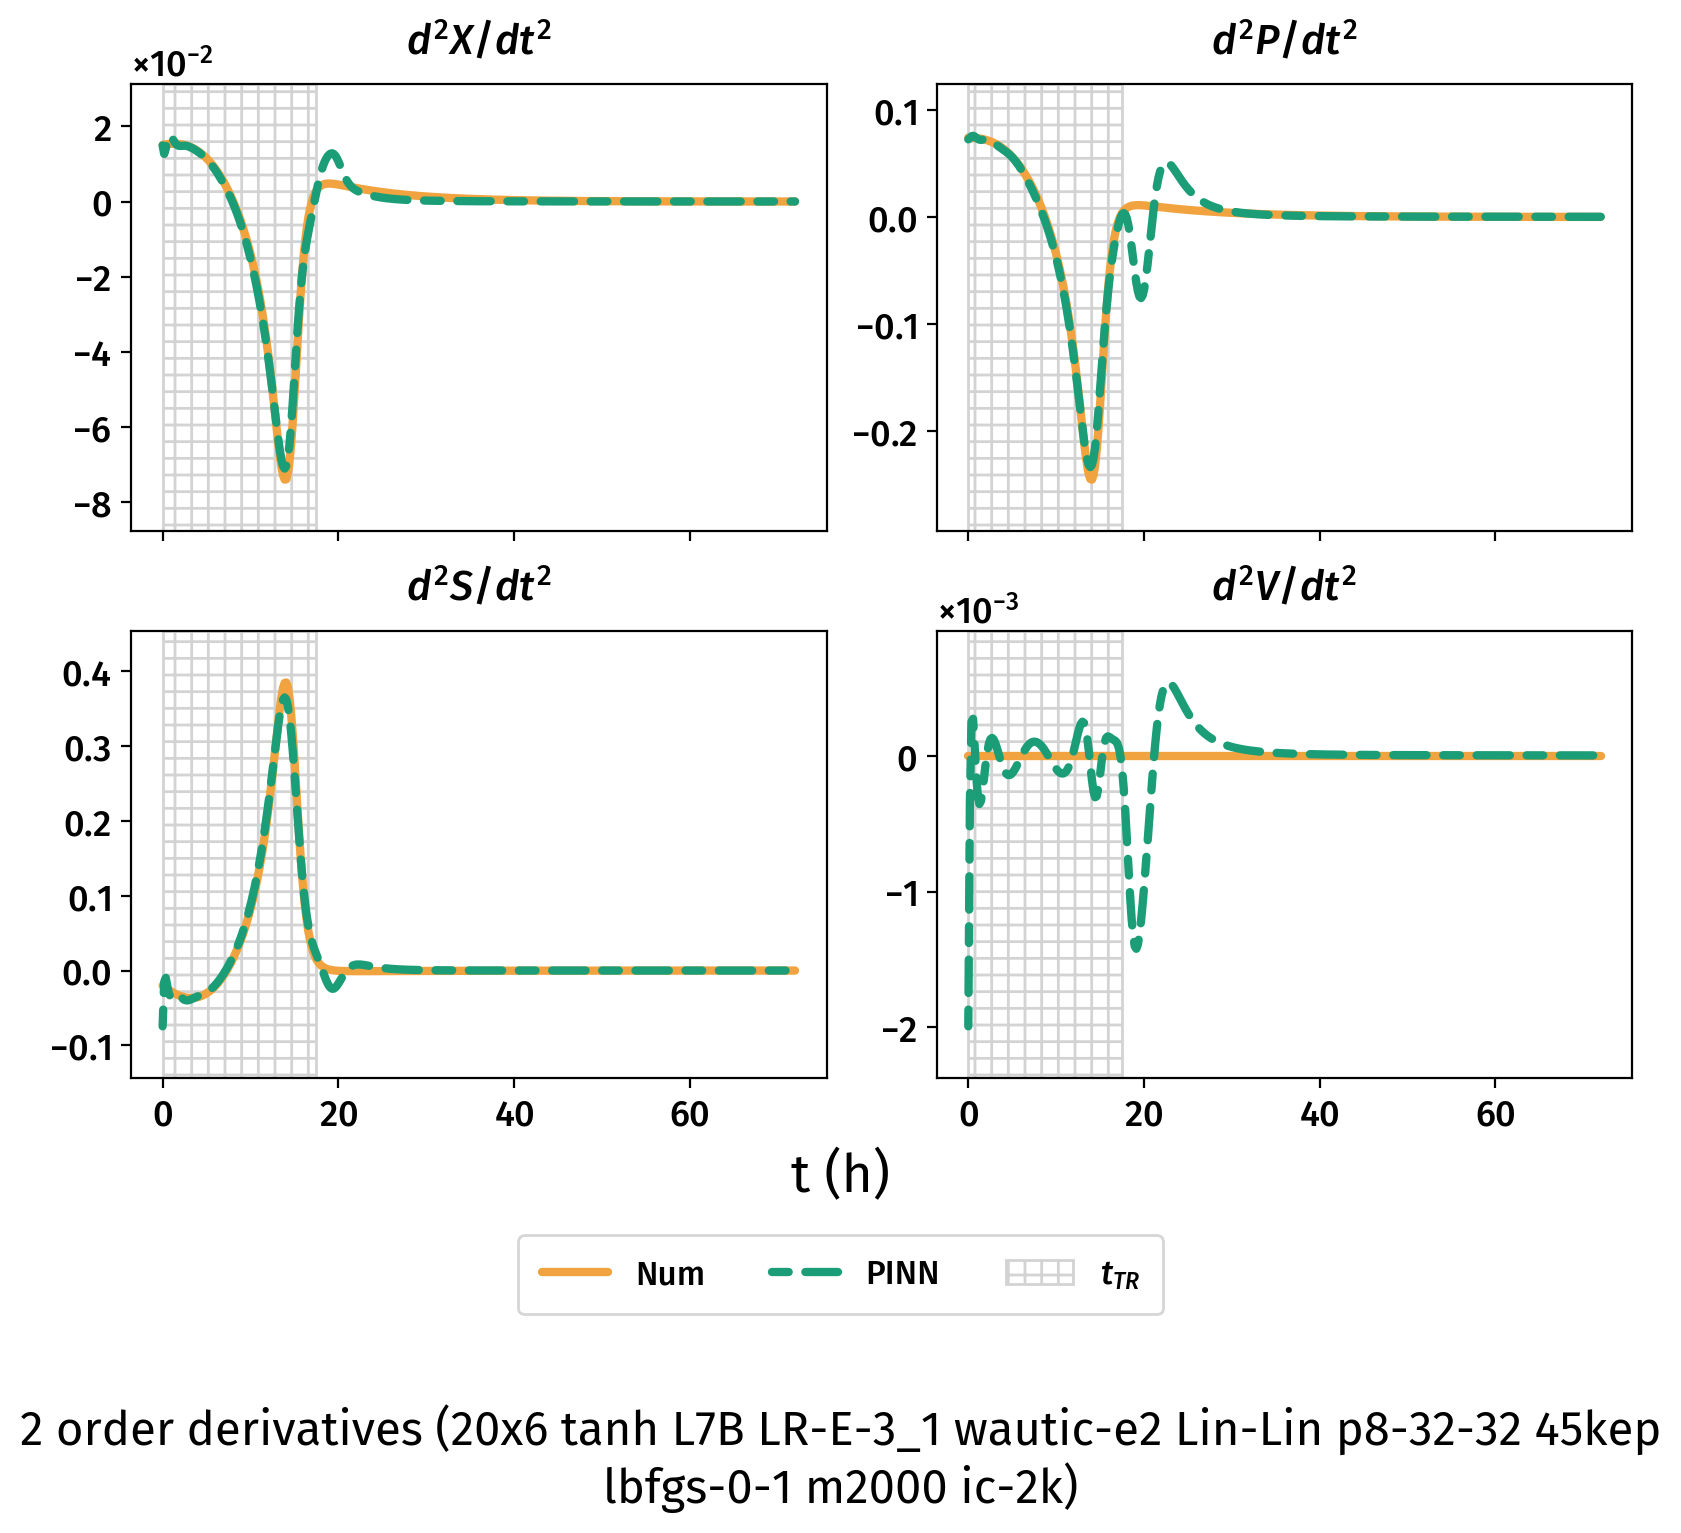 d²X/dt²
×10⁻²
2
0
−2
−4
−6
−8
d²P/dt²
0.1
0.0
−0.1
−0.2
d²S/dt²
0.4
0.3
0.2
0.1
0.0
−0.1
0 20 40 60
d²V/dt²
×10⁻³
0
−1
−2
0 20 40 60
t (h)
Num PINN t_TR
2 order derivatives (20x6 tanh L7B LR-E-3_1 wautic-e2 Lin-Lin p8-32-32 45kep
lbfgs-0-1 m2000 ic-2k)